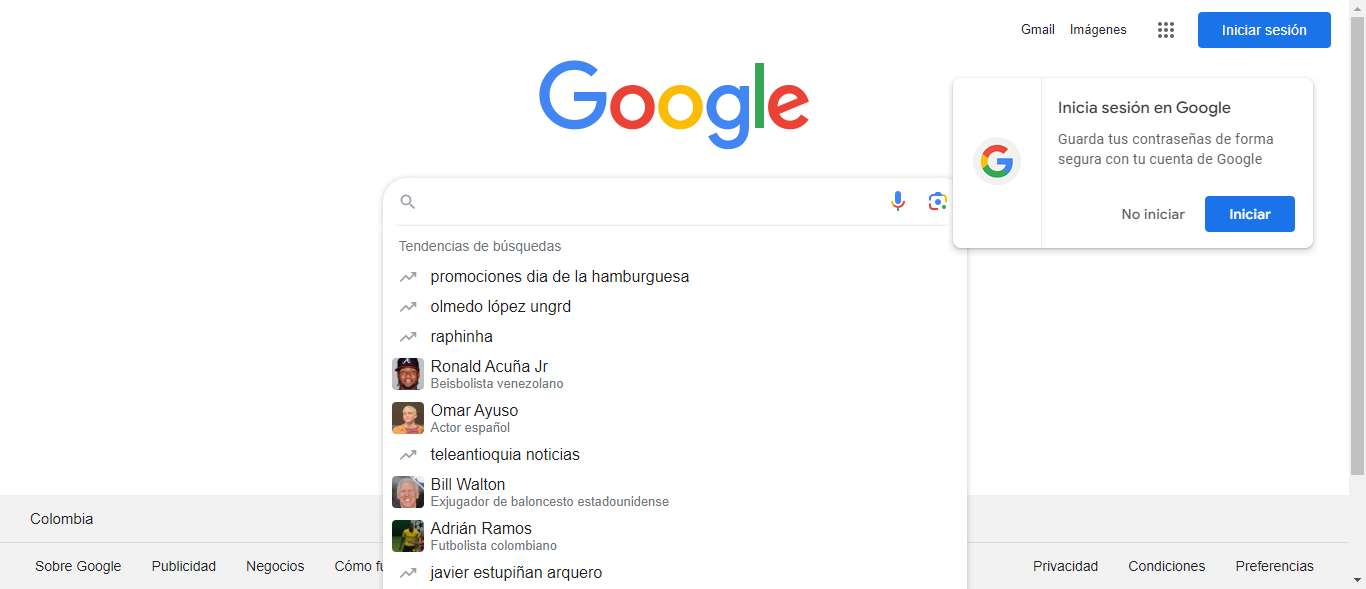 Gmail Imágenes Iniciar sesión
Google
Inicia sesión en Google
Guarda tus contraseñas de forma
segura con tu cuenta de Google
No iniciar Iniciar
Tendencias de búsquedas
promociones dia de la hamburguesa
olmedo lópez ungrd
raphinha
Ronald Acuña Jr
Beisbolista venezolano
Omar Ayuso
Actor español
teleantioquia noticias
Bill Walton
Exjugador de baloncesto estadounidense
Adrián Ramos
Futbolista colombiano
javier estupiñan arquero
Colombia
Sobre Google Publicidad Negocios Cómo Privacidad Condiciones Preferencias